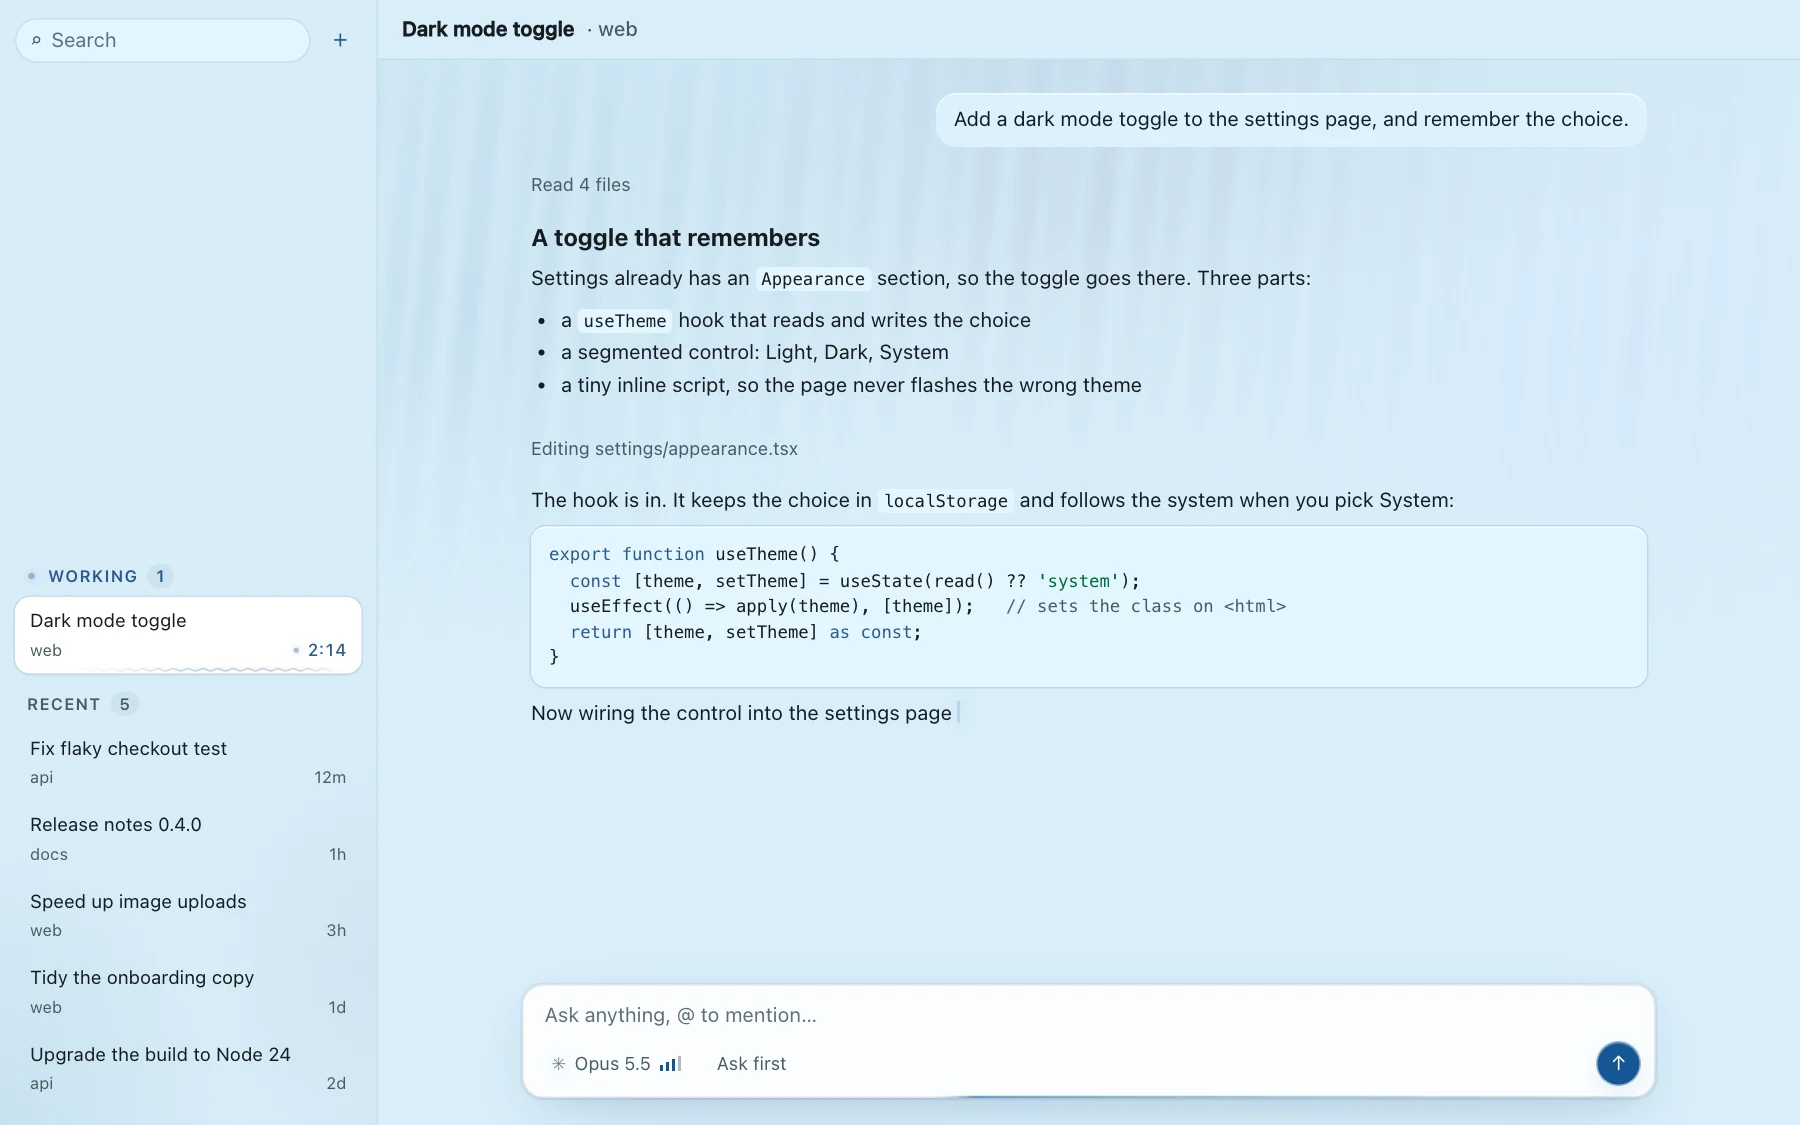 Search
+
Dark mode toggle · web
Add a dark mode toggle to the settings page, and remember the choice.
Read 4 files
A toggle that remembers
Settings already has an Appearance section, so the toggle goes there. Three parts:
• a useTheme hook that reads and writes the choice
• a segmented control: Light, Dark, System
• a tiny inline script, so the page never flashes the wrong theme
Editing settings/appearance.tsx
The hook is in. It keeps the choice in localStorage and follows the system when you pick System:
export function useTheme() {
  const [theme, setTheme] = useState(read() ?? 'system');
  useEffect(() => apply(theme), [theme]);   // sets the class on <html>
  return [theme, setTheme] as const;
}
Now wiring the control into the settings page
WORKING 1
Dark mode toggle
web 2:14
RECENT 5
Fix flaky checkout test
api 12m
Release notes 0.4.0
docs 1h
Speed up image uploads
web 3h
Tidy the onboarding copy
web 1d
Upgrade the build to Node 24
api 2d
Ask anything, @ to mention...
Opus 5.5 Ask first